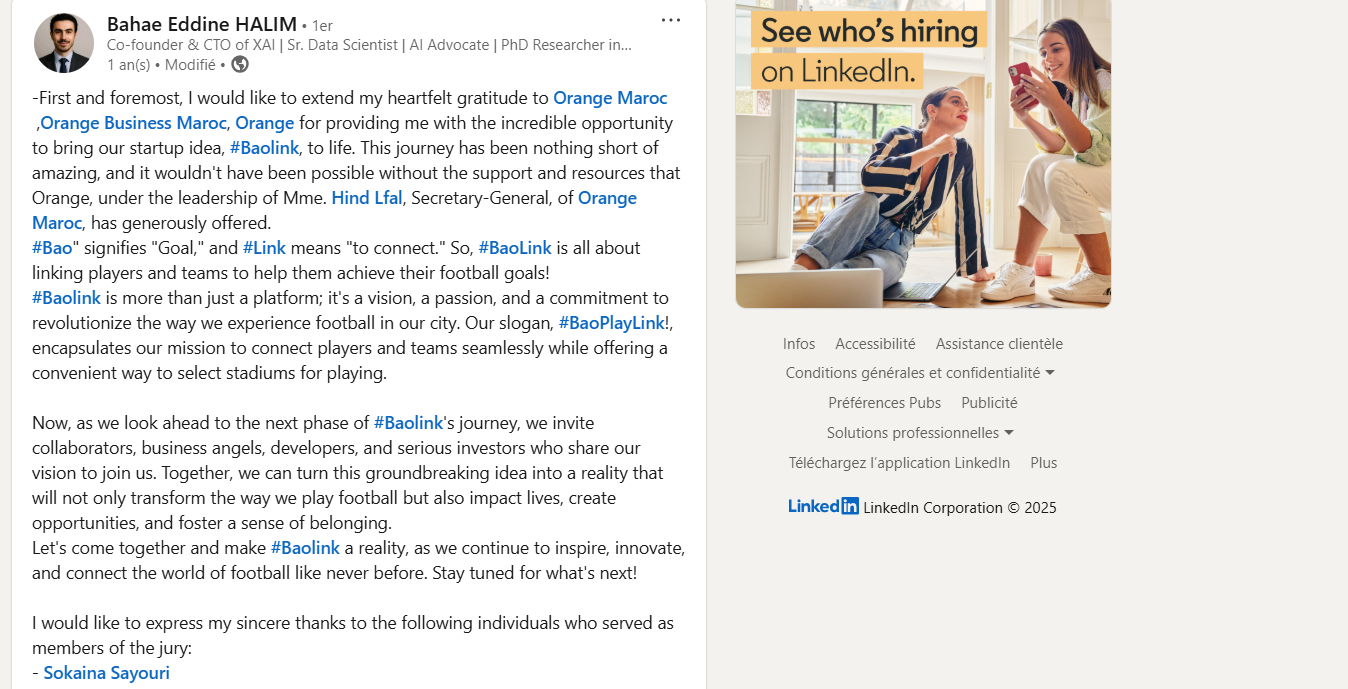 Bahae Eddine HALIM • 1er
Co-founder & CTO of XAI | Sr. Data Scientist | AI Advocate | PhD Researcher in...
1 an(s) • Modifié •
-First and foremost, I would like to extend my heartfelt gratitude to Orange Maroc
,Orange Business Maroc, Orange for providing me with the incredible opportunity
to bring our startup idea, #Baolink, to life. This journey has been nothing short of
amazing, and it wouldn't have been possible without the support and resources that
Orange, under the leadership of Mme. Hind Lfal, Secretary-General, of Orange
Maroc, has generously offered.
#Bao" signifies "Goal," and #Link means "to connect." So, #BaoLink is all about
linking players and teams to help them achieve their football goals!
#Baolink is more than just a platform; it's a vision, a passion, and a commitment to
revolutionize the way we experience football in our city. Our slogan, #BaoPlayLink!,
encapsulates our mission to connect players and teams seamlessly while offering a
convenient way to select stadiums for playing.
Now, as we look ahead to the next phase of #Baolink's journey, we invite
collaborators, business angels, developers, and serious investors who share our
vision to join us. Together, we can turn this groundbreaking idea into a reality that
will not only transform the way we play football but also impact lives, create
opportunities, and foster a sense of belonging.
Let's come together and make #Baolink a reality, as we continue to inspire, innovate,
and connect the world of football like never before. Stay tuned for what's next!
I would like to express my sincere thanks to the following individuals who served as
members of the jury:
- Sokaina Sayouri
See who's hiring
on LinkedIn.
Infos Accessibilité Assistance clientèle
Conditions générales et confidentialité
Préférences Pubs Publicité
Solutions professionnelles
Téléchargez l'application LinkedIn Plus
LinkedIn LinkedIn Corporation © 2025